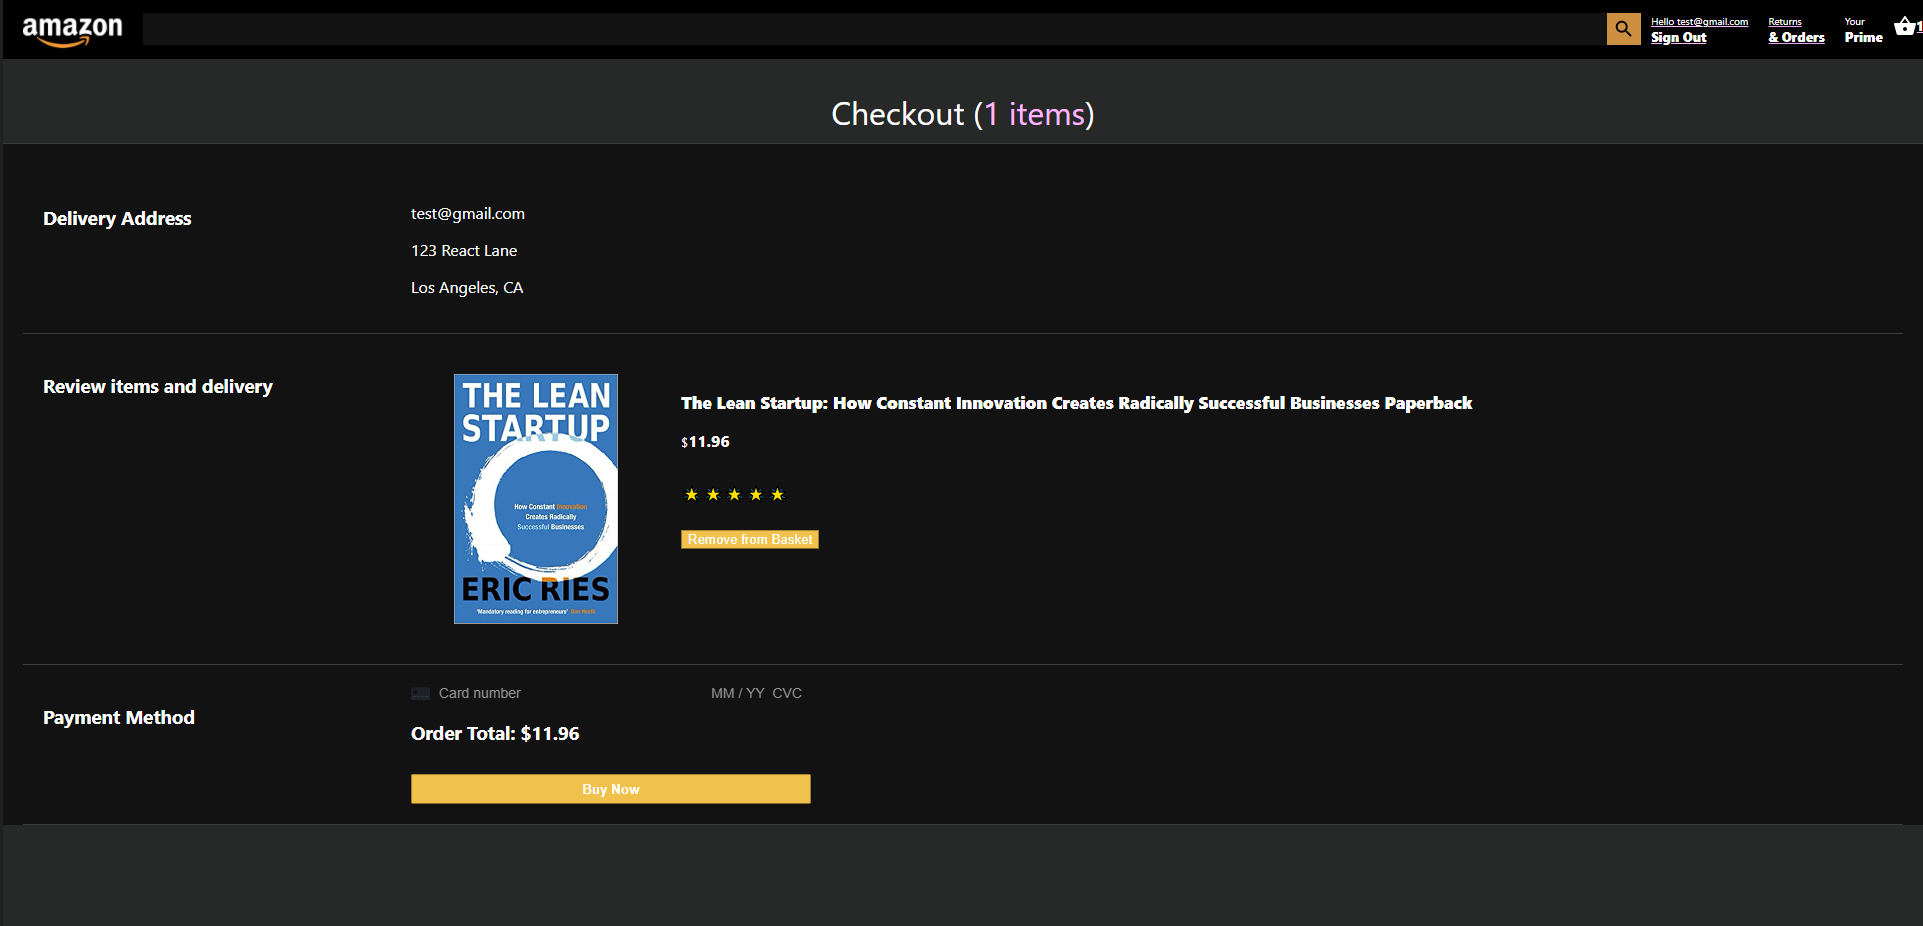 amazon
Hello test@gmail.com
Sign Out
Returns
& Orders
Your
Prime
1
Checkout (1 items)
Delivery Address
test@gmail.com
123 React Lane
Los Angeles, CA
Review items and delivery
THE LEAN
STARTUP
How Constant Innovation
Creates Radically
Successful Businesses
ERIC RIES
'Mandatory reading for entrepreneurs' Dan Heath
The Lean Startup: How Constant Innovation Creates Radically Successful Businesses Paperback
$11.96
Remove from Basket
Payment Method
Card number
MM / YY CVC
Order Total: $11.96
Buy Now